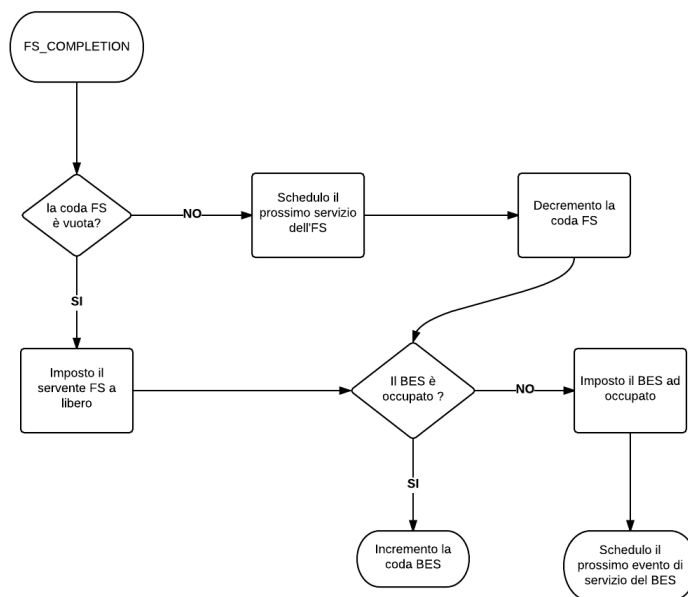 FS_COMPLETION
la coda FS
è vuota?
NO
Schedulo il
prossimo servizio
dell'FS
Decremento la
coda FS
SI
Imposto il
servente FS a
libero
Il BES è
occupato ?
NO
Imposto il BES ad
occupato
SI
Incremento la
coda BES
Schedulo il
prossimo evento di
servizio del BES